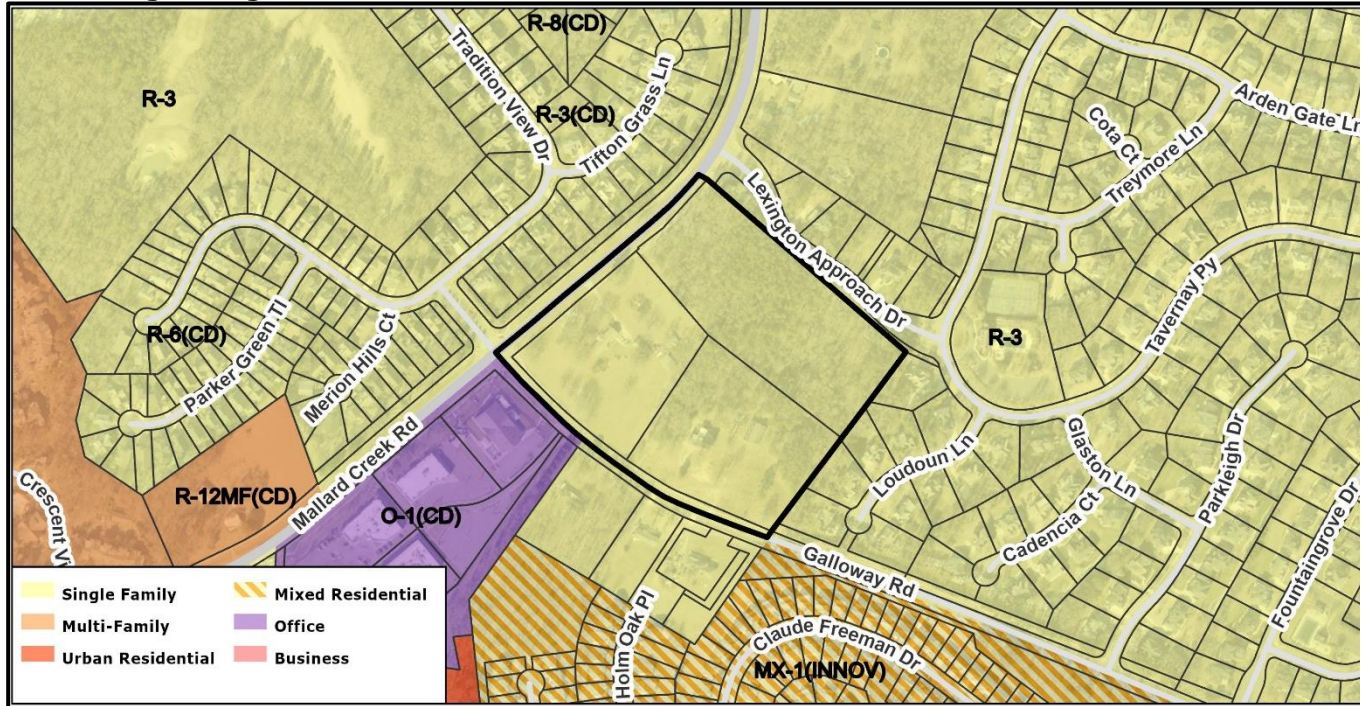 R-8(CD)
Tradition View Dr
Tifton Grass Ln
R-3
R-3(CD)
Arden Gate Ln
Cota Ct
Treymore Ln
Lexington Approach Dr
Tavernay Py
R-6(CD)
Parker Green Tl
Merion Hills Ct
R-3
Mallard Creek Rd
Glaston Ln
Parkleigh Dr
Loudoun Ln
R-12MF(CD)
Crescent Vi
O-1(CD)
Cadencia Ct
Fountaingrove Dr
Galloway Rd
Holm Oak Pl
Claude Freeman Dr
MX-1(INNOV)
Single Family
Mixed Residential
Multi-Family
Office
Urban Residential
Business